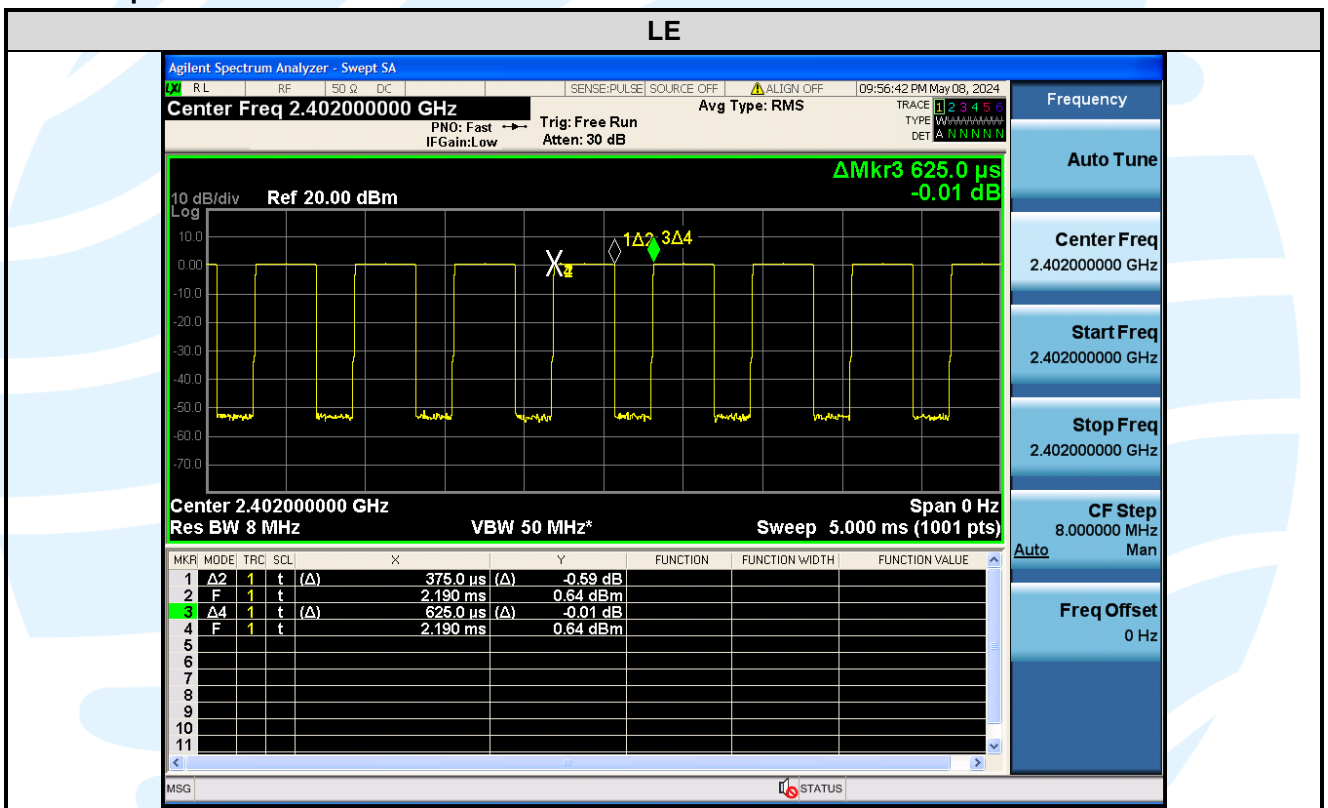 LE
Agilent Spectrum Analyzer - Swept SA
RL RF 50 Ω DC SENSE:PULSE SOURCE OFF ALIGN OFF 09:56:42 PM May 08, 2024
Center Freq 2.402000000 GHz Avg Type: RMS TRACE 1 2 3 4 5 6
PNO: Fast Trig: Free Run TYPE WWWWWWW
IFGain:Low Atten: 30 dB DET A N N N N N
ΔMkr3 625.0 µs
-0.01 dB
10 dB/div Ref 20.00 dBm
Log
10.0
0.00
-10.0
-20.0
-30.0
-40.0
-50.0
-60.0
-70.0
1Δ2 3Δ4
Center 2.402000000 GHz Span 0 Hz
Res BW 8 MHz VBW 50 MHz* Sweep 5.000 ms (1001 pts)
MKR MODE TRC SCL X Y FUNCTION FUNCTION WIDTH FUNCTION VALUE
1 Δ2 1 t (Δ) 375.0 µs (Δ) -0.59 dB
2 F 1 t 2.190 ms 0.64 dBm
3 Δ4 1 t (Δ) 625.0 µs (Δ) -0.01 dB
4 F 1 t 2.190 ms 0.64 dBm
5
6
7
8
9
10
11
MSG STATUS
Frequency
Auto Tune
Center Freq
2.402000000 GHz
Start Freq
2.402000000 GHz
Stop Freq
2.402000000 GHz
CF Step
8.000000 MHz
Auto Man
Freq Offset
0 Hz